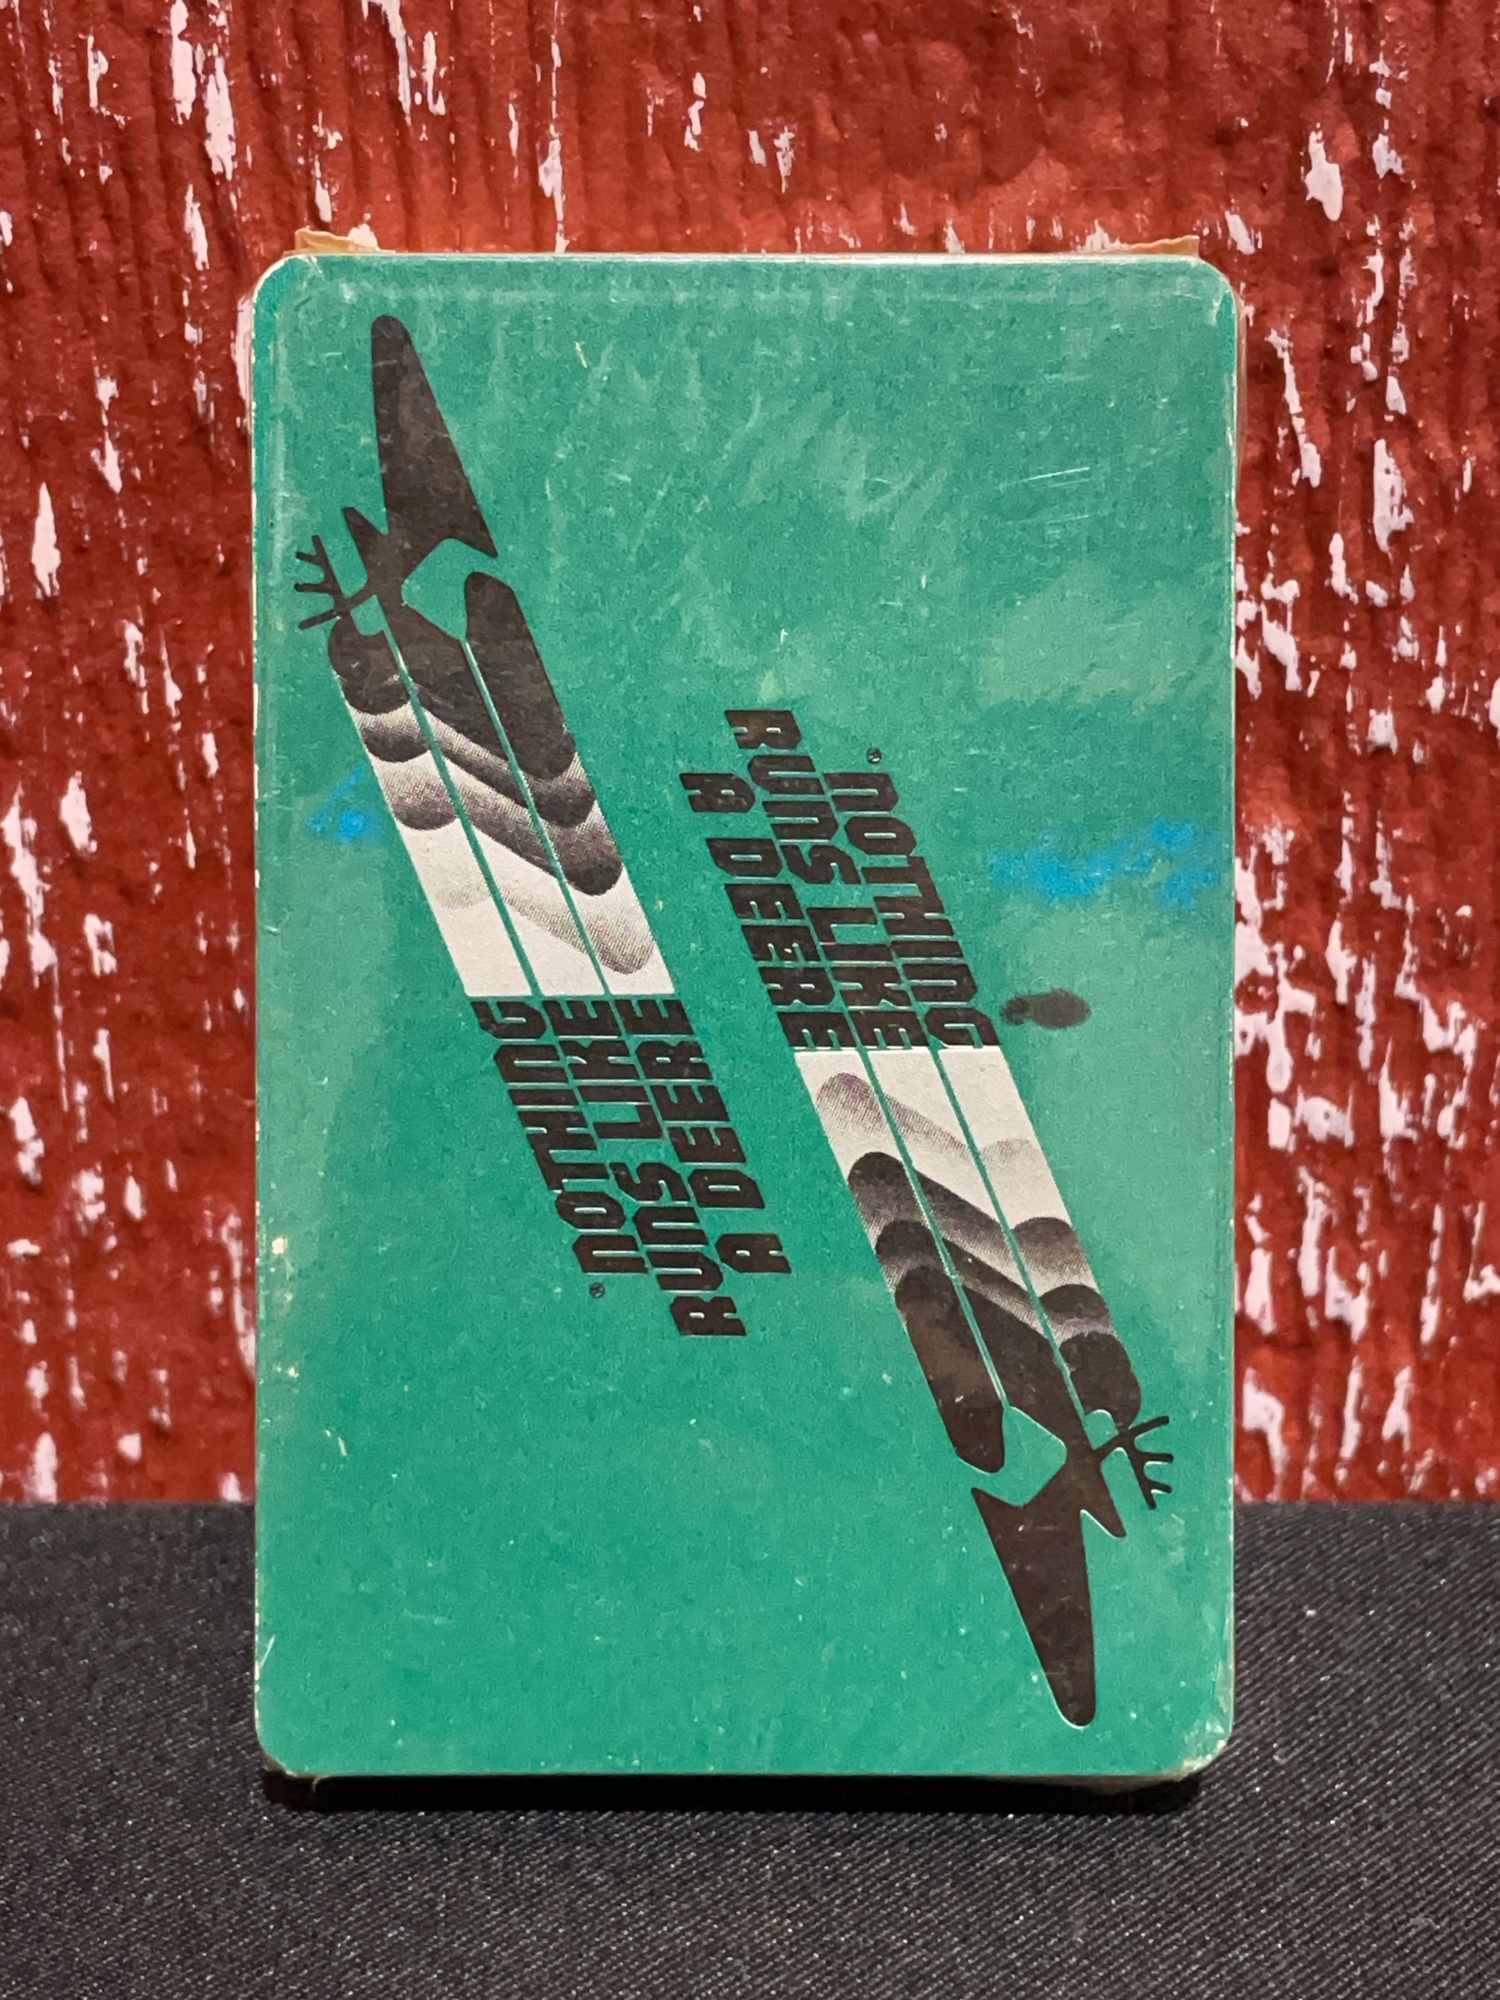 NOTHING
RUNS LIKE
A DEERE
®
NOTHING
RUNS LIKE
A DEERE
®